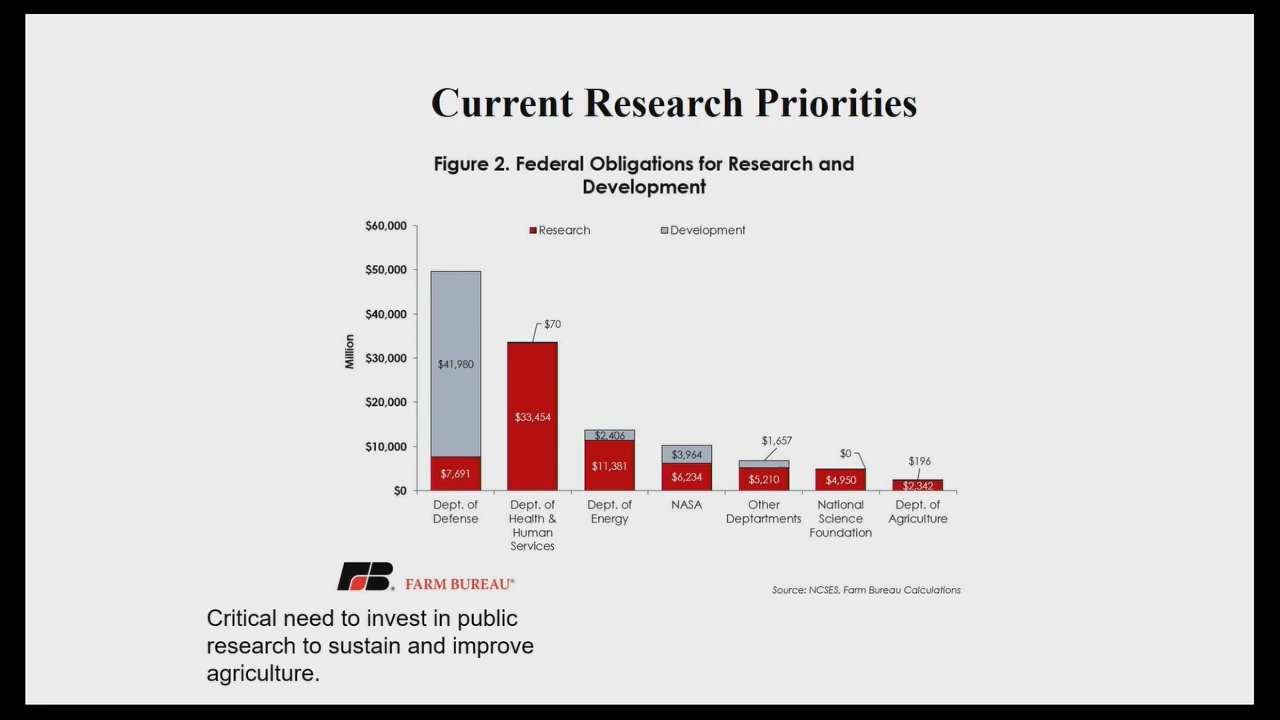 Current Research Priorities
Figure 2. Federal Obligations for Research and
Development
$60,000
$50,000
$40,000
$30,000
$20,000
$10,000
$0
Million
Research
Development
$41,980
$7,691
$70
$33,454
$2,406
$11,381
$3,964
$6,234
$1,657
$5,210
$0
$4,950
$196
$2,342
Dept. of
Defense
Dept. of
Health &
Human
Services
Dept. of
Energy
NASA
Other
Deptartments
National
Science
Foundation
Dept. of
Agriculture
FB®
FARM BUREAU®
Source: NCSES, Farm Bureau Calculations
Critical need to invest in public
research to sustain and improve
agriculture.